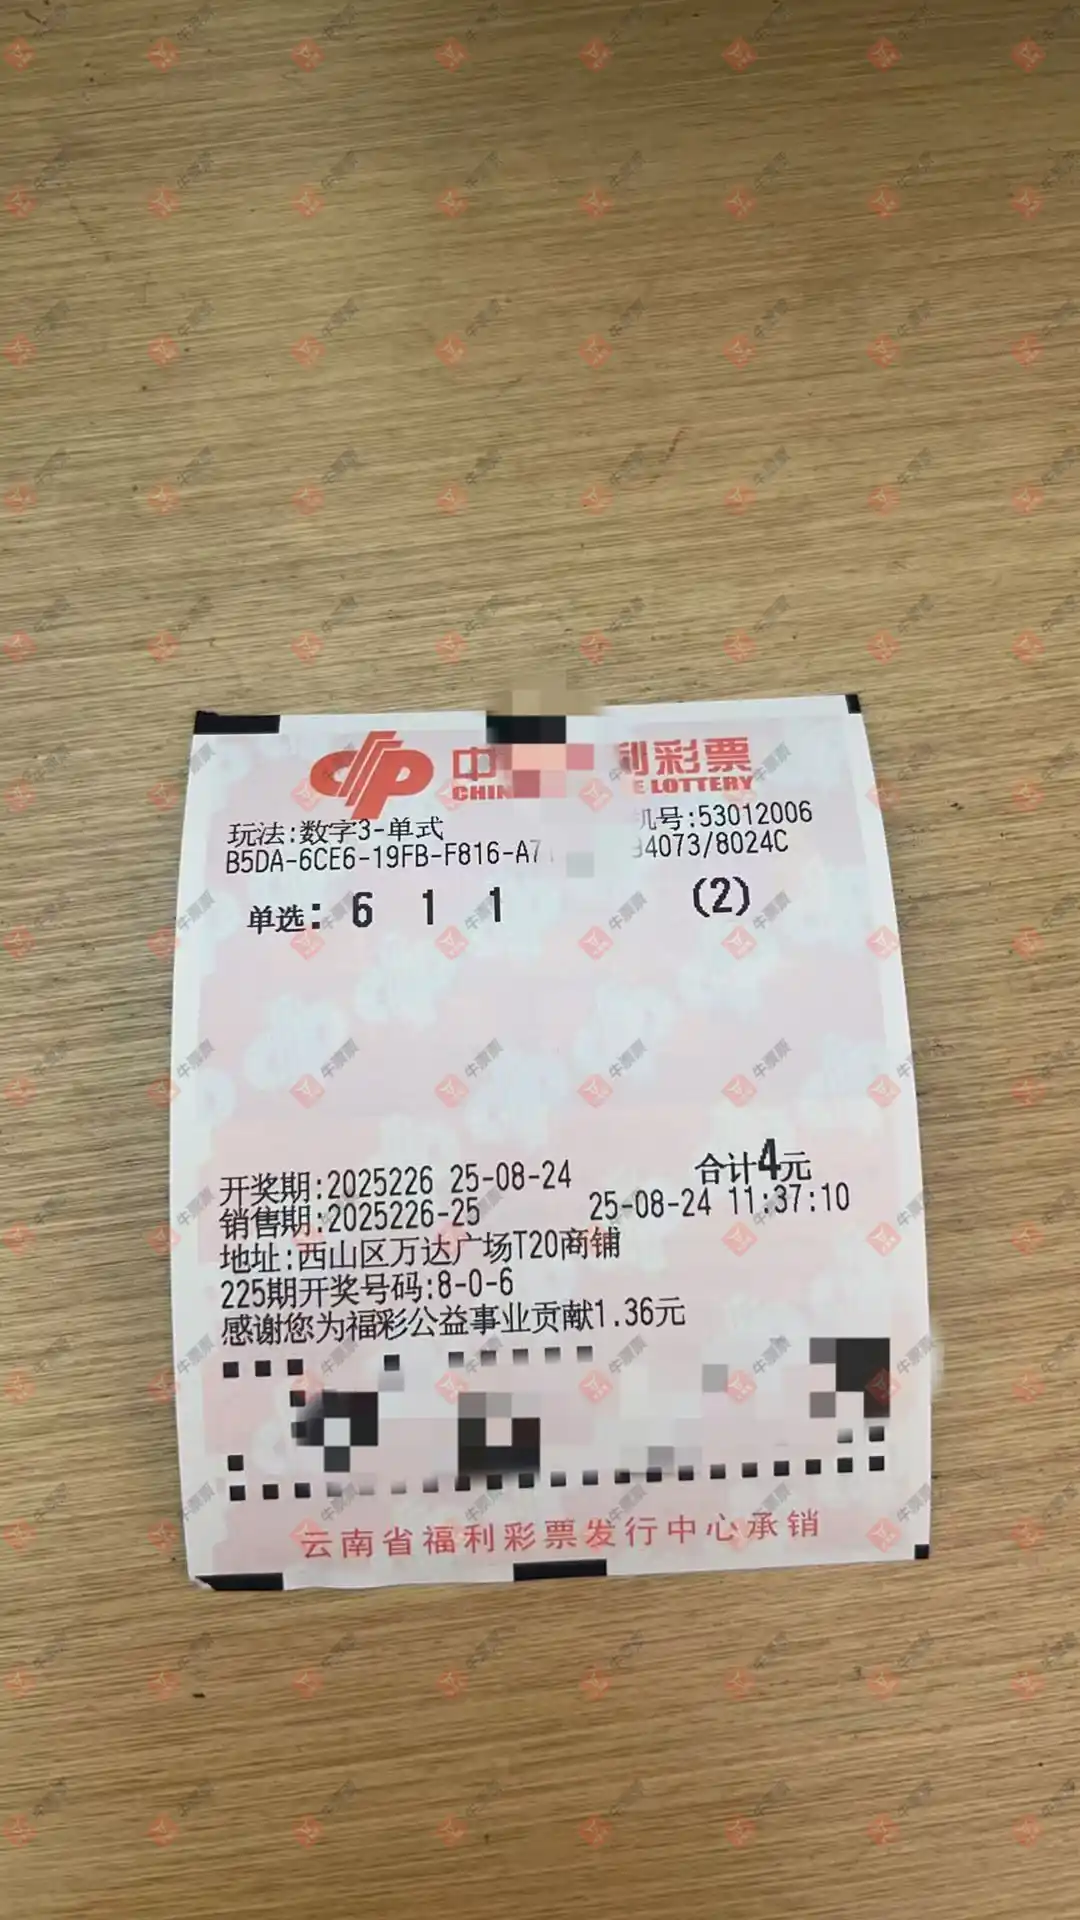 中 利彩票
CHIN E LOTTERY
玩法:数字3-单式 机号:53012006
B5DA-6CE6-19FB-F816-A7 34073/8024C
单选: 6 1 1 (2)
开奖期:2025226 25-08-24 合计4元
销售期:2025226-25 25-08-24 11:37:10
地址:西山区万达广场T20商铺
225期开奖号码:8-0-6
感谢您为福彩公益事业贡献1.36元
云南省福利彩票发行中心承销
牛票票